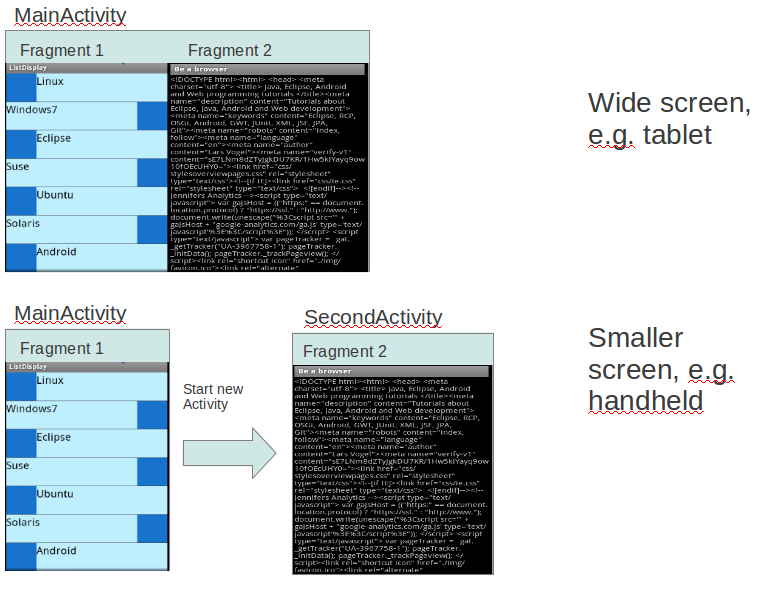 MainActivity
Fragment 1
Fragment 2
ListDisplay
Linux
Windows7
Eclipse
Suse
Ubuntu
Solaris
Android
Be a browser
<!DOCTYPE html><html> <head> <meta
charset="utf-8"> <title> Java, Eclipse, Android
and Web programming tutorials </title><meta
name="description" content="Tutorials about
Eclipse, Java, Android and Web development">
<meta name="keywords" content="Eclipse, RCP,
OSGi, Android, GWT, JUnit, XML, JSF, JPA,
Git"><meta name="robots" content="index,
follow"><meta name="language"
content="en"><meta name="author"
content="Lars Vogel"><meta name="verify-v1"
><link href="css/
stylesoverviewpages.css" rel="stylesheet"
type="text/css"><!--[if IE]><link href="css/ie.css"
rel="stylesheet" type="text/css">  <![endif]--><!--
Jennifers Analytics --><script type="text/
javascript"> var gaJsHost = (("https:" == document.
location.protocol) ? "https://ssl." : "http://www.");
document.write(unescape("%3Cscript src='" +
gaJsHost + "google-analytics.com/ga.js' type='text/
javascript'%3E%3C/script%3E")); </script> <script
type="text/javascript"> var pageTracker = _gat.
_getTracker("UA-3967758-1"); pageTracker.
_initData(); pageTracker._trackPageview(); </
script><link rel="shortcut icon" href="./img/
favicon.ico"><link rel="alternate"
Wide screen,
e.g. tablet
MainActivity
Fragment 1
ListDisplay
Linux
Windows7
Eclipse
Suse
Ubuntu
Solaris
Android
Start new
Activity
SecondActivity
Fragment 2
Be a browser
<!DOCTYPE html><html> <head> <meta
charset="utf-8"> <title> Java, Eclipse, Android
and Web programming tutorials </title><meta
name="description" content="Tutorials about
Eclipse, Java, Android and Web development">
<meta name="keywords" content="Eclipse, RCP,
OSGi, Android, GWT, JUnit, XML, JSF, JPA,
Git"><meta name="robots" content="index,
follow"><meta name="language"
content="en"><meta name="author"
content="Lars Vogel"><meta name="verify-v1"
><link href="css/
stylesoverviewpages.css" rel="stylesheet"
type="text/css"><!--[if IE]><link href="css/ie.css"
rel="stylesheet" type="text/css">  <![endif]--><!--
Jennifers Analytics --><script type="text/
javascript"> var gaJsHost = (("https:" == document.
location.protocol) ? "https://ssl." : "http://www.");
document.write(unescape("%3Cscript src='" +
gaJsHost + "google-analytics.com/ga.js' type='text/
javascript'%3E%3C/script%3E")); </script> <script
type="text/javascript"> var pageTracker = _gat.
_getTracker("UA-3967758-1"); pageTracker.
_initData(); pageTracker._trackPageview(); </
script><link rel="shortcut icon" href="./img/
favicon.ico"><link rel="alternate"
Smaller
screen, e.g.
handheld